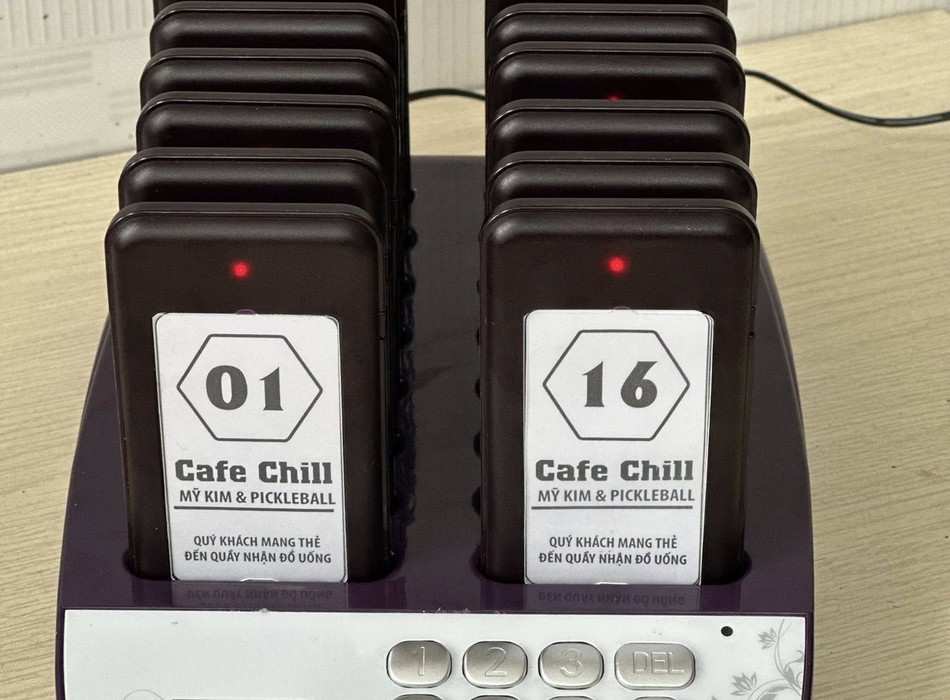 01
Cafe Chill
MỸ KIM & PICKLEBALL
QUÝ KHÁCH MANG THẺ
ĐẾN QUẦY NHẬN ĐỒ UỐNG
16
Cafe Chill
MỸ KIM & PICKLEBALL
QUÝ KHÁCH MANG THẺ
ĐẾN QUẦY NHẬN ĐỒ UỐNG
1 2 3 DEL